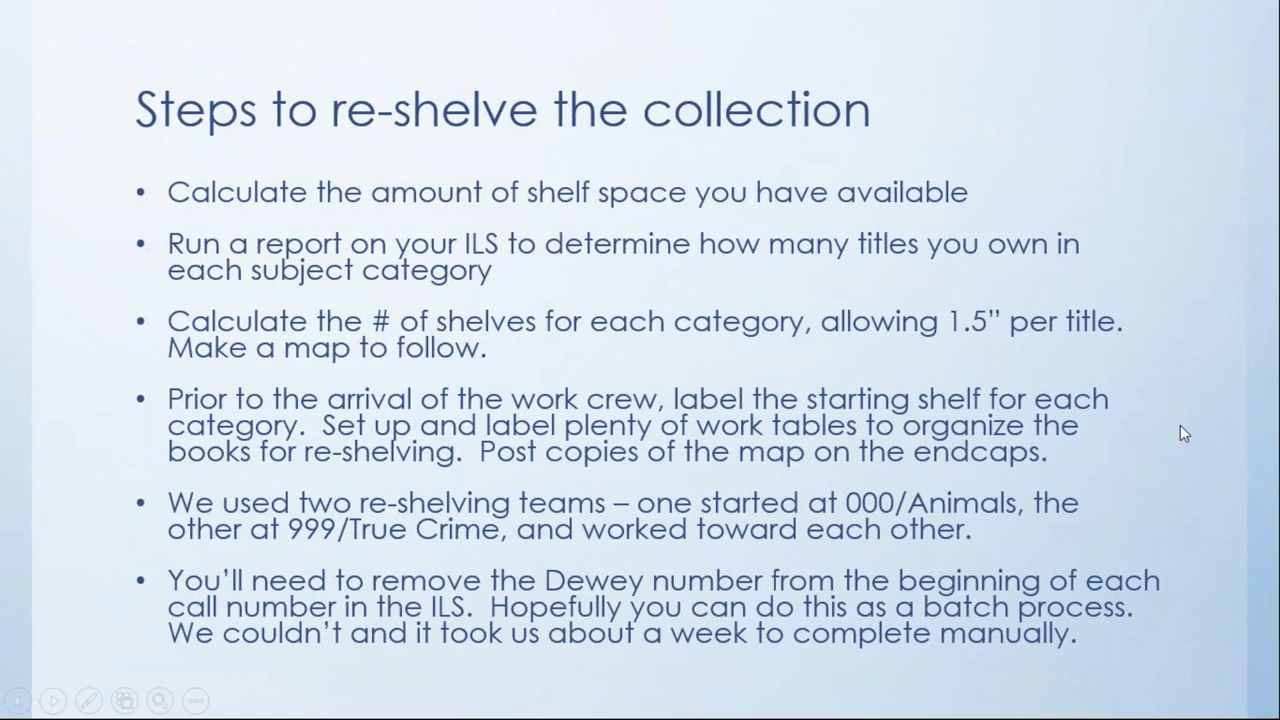 Steps to re-shelve the collection
• Calculate the amount of shelf space you have available
• Run a report on your ILS to determine how many titles you own in
each subject category
• Calculate the # of shelves for each category, allowing 1.5” per title.
Make a map to follow.
• Prior to the arrival of the work crew, label the starting shelf for each
category.  Set up and label plenty of work tables to organize the
books for re-shelving.  Post copies of the map on the endcaps.
• We used two re-shelving teams – one started at 000/Animals, the
other at 999/True Crime, and worked toward each other.
• You’ll need to remove the Dewey number from the beginning of each
call number in the ILS.  Hopefully you can do this as a batch process.
We couldn’t and it took us about a week to complete manually.